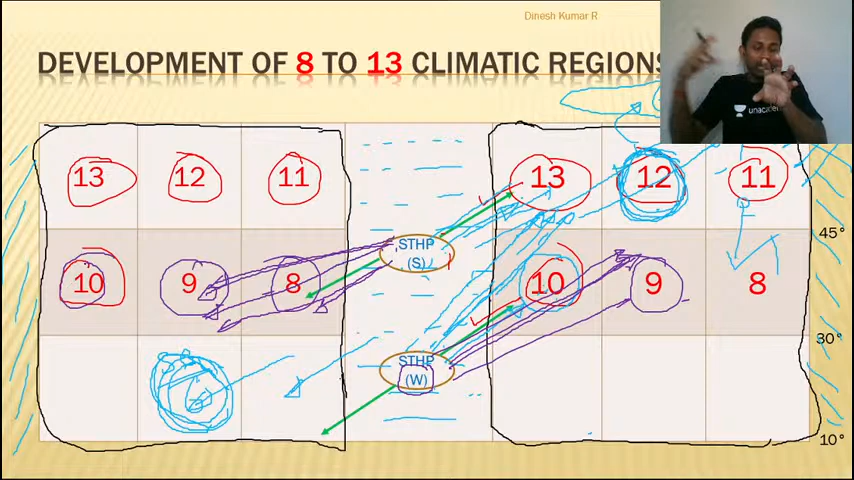 Dinesh Kumar R
DEVELOPMENT OF 8 TO 13 CLIMATIC REGIONS
13 12 11 13 12 11
STHP
(S)
45°
10 9 8 10 9 8
30°
STHP
(W)
10°